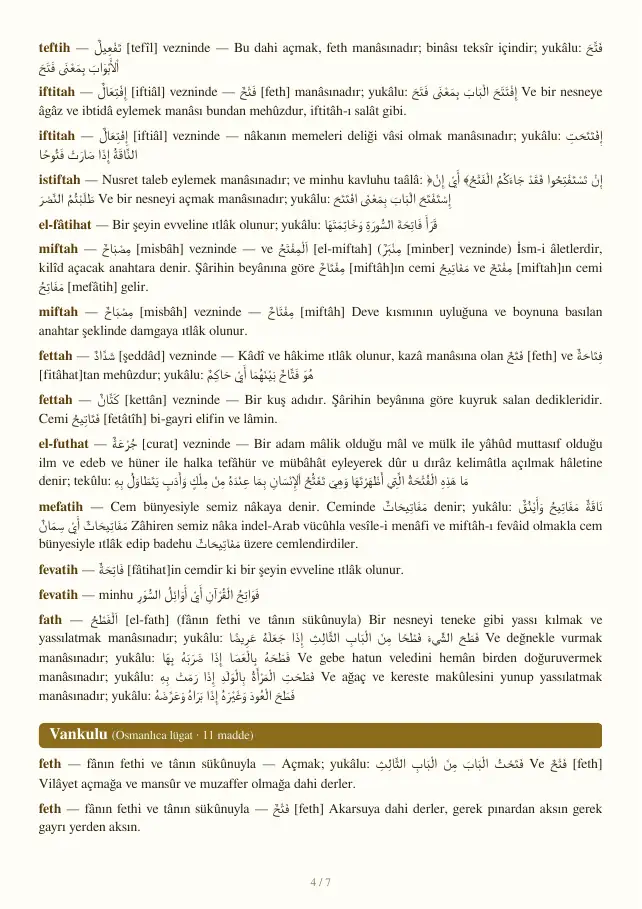 teftih — تَفْعِيلٌ [tefîl] vezninde — Bu dahi açmak, feth manâsınadır; binâsı teksîr içindir; yukâlu: فَتَّحَ
اْلأَبْوَابَ بِمَعْنَى فَتَحَ
iftitah — إِفْتِعَالٌ [iftiâl] vezninde — فَتْحٌ [feth] manâsınadır; yukâlu: إِفْتَتَحَ الْبَابَ بِمَعْنَى فَتَحَ Ve bir nesneye
âgâz ve ibtidâ eylemek manâsı bundan mehûzdur, iftitâh-ı salât gibi.
iftitah — إِفْتِعَالٌ [iftiâl] vezninde — nâkanın memeleri deliği vâsi olmak manâsınadır; yukâlu: إِفْتَتَحَتِ
النَّاقَةُ إِذَا صَارَتْ فَتُوحًا
istiftah — Nusret taleb eylemek manâsınadır; ve minhu kavluhu taâlâ: ﴿إِنْ تَسْتَفْتِحُوا فَقَدْ جَاءَكُمُ الْفَتْحُ﴾ أَيْ إِنْ
طَلَبْتُمُ النَّصْرَ Ve bir nesneyi açmak manâsınadır; yukâlu: إِسْتَفْتَحَ الْبَابَ بِمَعْنَى افْتَتَحَ
el-fâtihat — Bir şeyin evveline ıtlâk olunur; yukâlu: قَرَأَ فَاتِحَةَ السُّورَةِ وَخَاتِمَتَهَا
miftah — مِصْبَاحٌ [misbâh] vezninde — ve اَلْمِفْتَحُ [el-miftah] (مِنْبَرٌ [minber] vezninde) İsm-i âletlerdir,
kilîd açacak anahtara denir. Şârihin beyânına göre مِفْتَاحٌ [miftâh]ın cemi مَفَاتِيحُ ve مِفْتَحٌ [miftah]ın cemi
مَفَاتِحُ [mefâtih] gelir.
miftah — مِصْبَاحٌ [misbâh] vezninde — مِفْتَاحٌ [miftâh] Deve kısmının uyluğuna ve boynuna basılan
anahtar şeklinde damgaya ıtlâk olunur.
fettah — شَدَّادٌ [şeddâd] vezninde — Kâdî ve hâkime ıtlâk olunur, kazâ manâsına olan فَتْحٌ [feth] ve فِتَاحَةٌ
[fitâhat]tan mehûzdur; yukâlu: هُوَ فَتَّاحٌ بَيْنَهُمَا أَيْ حَاكِمٌ
fettah — كَتَّانٌ [kettân] vezninde — Bir kuş adıdır. Şârihin beyânına göre kuyruk salan dedikleridir.
Cemi فَتَاتِيحُ [fetâtîh] bi-gayri elifin ve lâmin.
el-futhat — جُرْعَةٌ [curat] vezninde — Bir adam mâlik olduğu mâl ve mülk ile yâhûd muttasıf olduğu
ilm ve edeb ve hüner ile halka tefâhür ve mübâhât eyleyerek dûr u dırâz kelimâtla açılmak hâletine
denir; tekûlu: مَا هَذِهِ الْفُتْحَةُ الَّتِي أَظْهَرْتَهَا وَهِيَ تَفَتُّحُ اْلإِنْسَانِ بِمَا عِنْدَهُ مِنْ مِلْكٍ وَأَدَبٍ يَتَطَاوَلُ بِهِ
mefatih — Cem bünyesiyle semiz nâkaya denir. Ceminde مَفَاتِيحَاتٌ denir; yukâlu: نَاقَةٌ مَفَاتِيحُ وَأَيْنُقٌ
مَفَاتِيحَاتٌ أَيْ سِمَانٌ Zâhiren semiz nâka indel-Arab vücûhla vesîle-i menâfi ve miftâh-ı fevâid olmakla cem
bünyesiyle ıtlâk edip badehu مَفَاتِيحَاتٌ üzere cemlendirdiler.
fevatih — فَاتِحَةٌ [fâtihat]in cemdir ki bir şeyin evveline ıtlâk olunur.
fevatih — minhu فَوَاتِحُ الْقُرْآنِ أَيْ أَوَائِلُ السُّوَرِ
fath — اَلْفَطْحُ [el-fath] (fânın fethi ve tânın sükûnuyla) Bir nesneyi teneke gibi yassı kılmak ve
yassılatmak manâsınadır; yukâlu: فَطَحَ الشَّيْءَ فَطْحًا مِنَ الْبَابِ الثَّالِثِ إِذَا جَعَلَهُ عَرِيضًا Ve değnekle vurmak
manâsınadır; yukâlu: فَطَحَهُ بِالْعَصَا إِذَا ضَرَبَهُ بِهَا Ve gebe hatun veledini hemân birden doğuruvermek
manâsınadır; yukâlu: فَطَحَتِ الْمَرْأَةُ بِالْوَلَدِ إِذَا رَمَتْ بِهِ Ve ağaç ve kereste makûlesini yunup yassılatmak
manâsınadır; yukâlu: فَطَحَ الْعُودَ وَغَيْرَهُ إِذَا بَرَاهُ وَعَرَّضَهُ
Vankulu (Osmanlıca lügat · 11 madde)
feth — fânın fethi ve tânın sükûnuyla — Açmak; yukâlu: فَتَحْتُ الْبَابَ مِنَ الْبَابِ الثَّالِثِ Ve فَتْحٌ [feth]
Vilâyet açmağa ve mansûr ve muzaffer olmağa dahi derler.
feth — fânın fethi ve tânın sükûnuyla — فَتْحٌ [feth] Akarsuya dahi derler, gerek pınardan aksın gerek
gayrı yerden aksın.
4 / 7